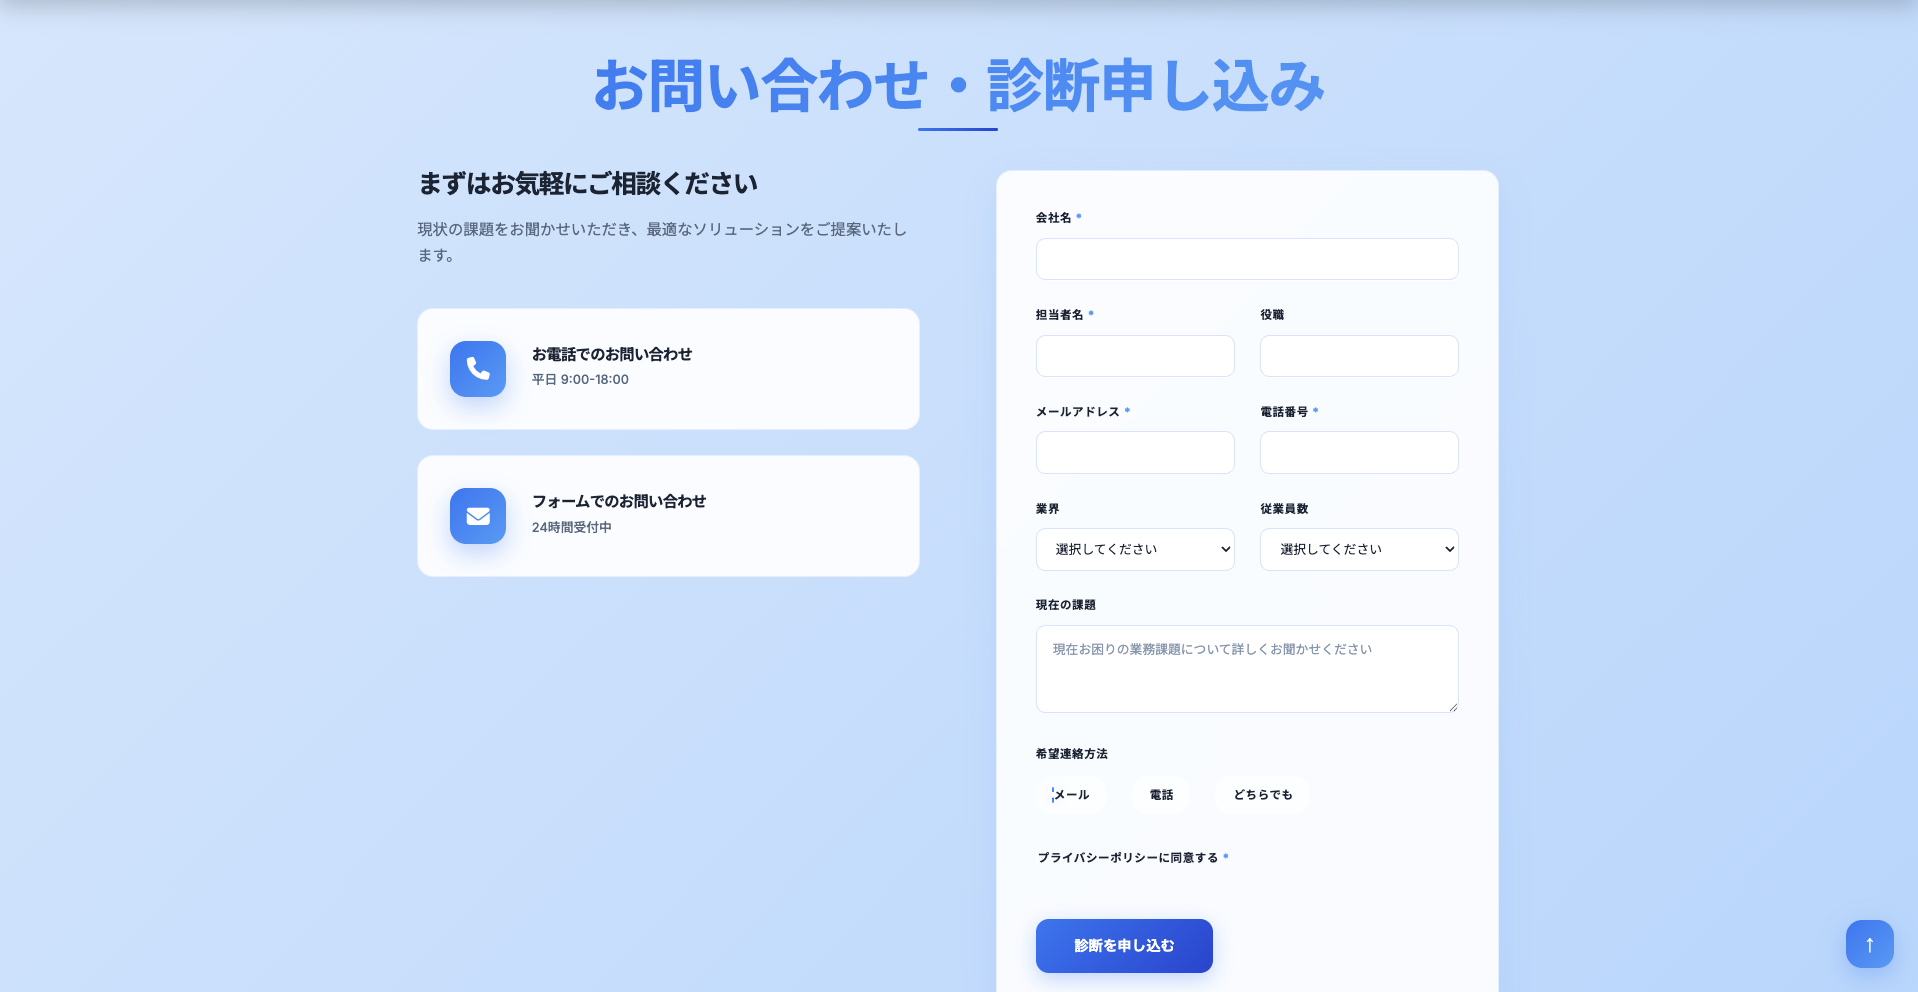 お問い合わせ・診断申し込み
まずはお気軽にご相談ください
現状の課題をお聞かせいただき、最適なソリューションをご提案いたし
ます。
お電話でのお問い合わせ
平日 9:00-18:00
フォームでのお問い合わせ
24時間受付中
会社名 *
担当者名 *
役職
メールアドレス *
電話番号 *
業界
従業員数
選択してください
選択してください
現在の課題
現在お困りの業務課題について詳しくお聞かせください
希望連絡方法
メール
電話
どちらでも
プライバシーポリシーに同意する *
診断を申し込む
↑